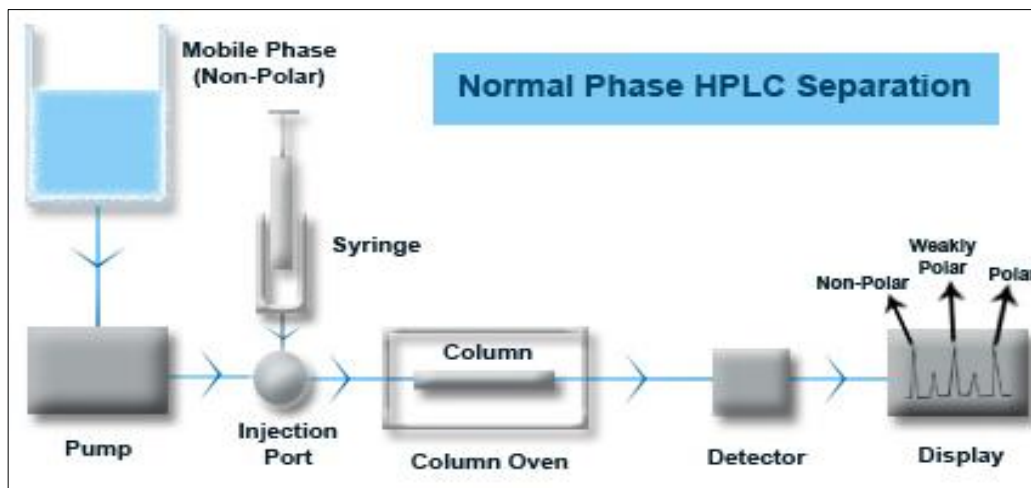 Mobile Phase
(Non-Polar)
Normal Phase HPLC Separation
Syringe
Weakly
Polar
Non-Polar
Polar
Column
Pump
Injection
Port
Column Oven
Detector
Display